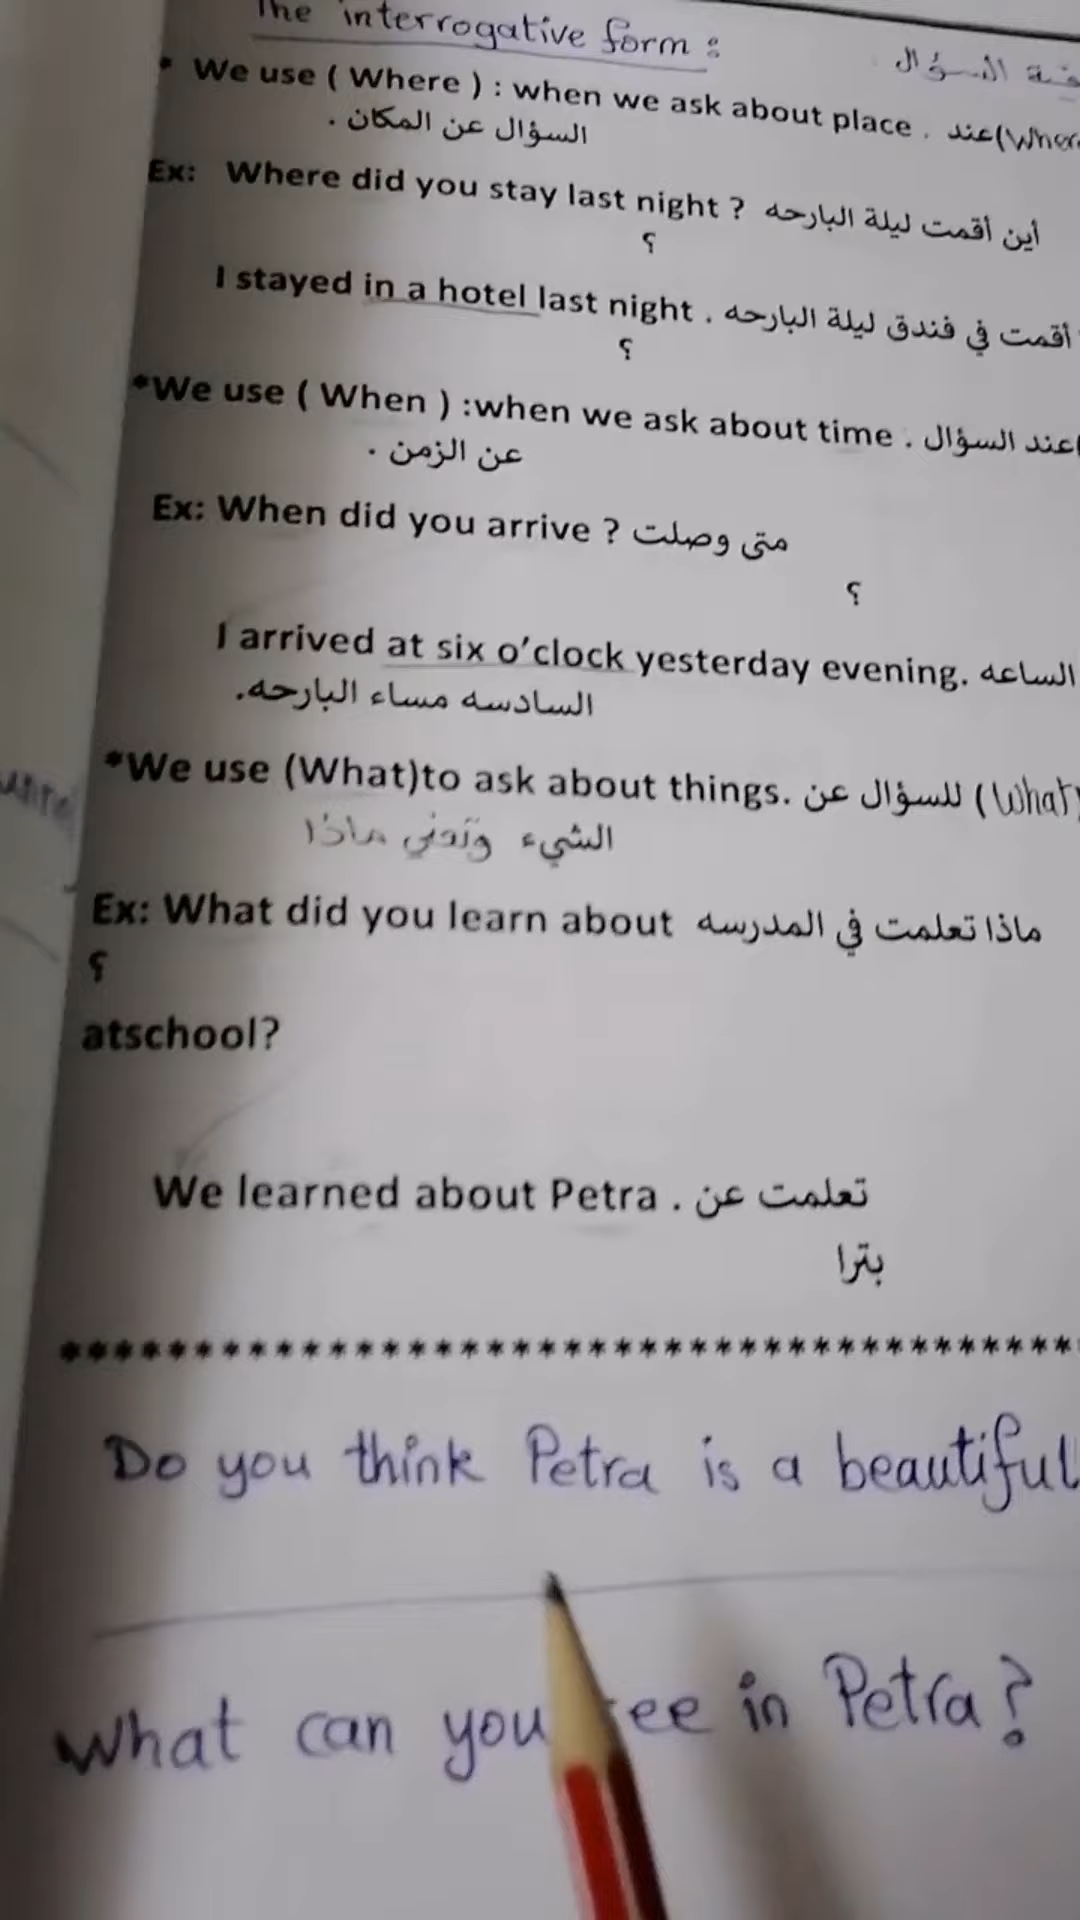 The interrogative form :
السؤال
* We use ( Where ) : when we ask about place . عند (Wher
السؤال عن المكان .
Ex: Where did you stay last night ? أين أقمت ليلة البارحه
؟
I stayed in a hotel last night . أقمت في فندق ليلة البارحه
؟
*We use ( When ) :when we ask about time . عند السؤال
عن الزمن .
Ex: When did you arrive ? متى وصلت
؟
I arrived at six o'clock yesterday evening. الساعه
السادسه مساء البارحه.
*We use (What)to ask about things. (What) للسؤال عن
الشيء وتعني ماذا
Ex: What did you learn about ماذا تعلمت في المدرسه
؟
atschool?
We learned about Petra . تعلمت عن
بترا
**************************************
Do you think Petra is a beautiful
What can you in Petra?